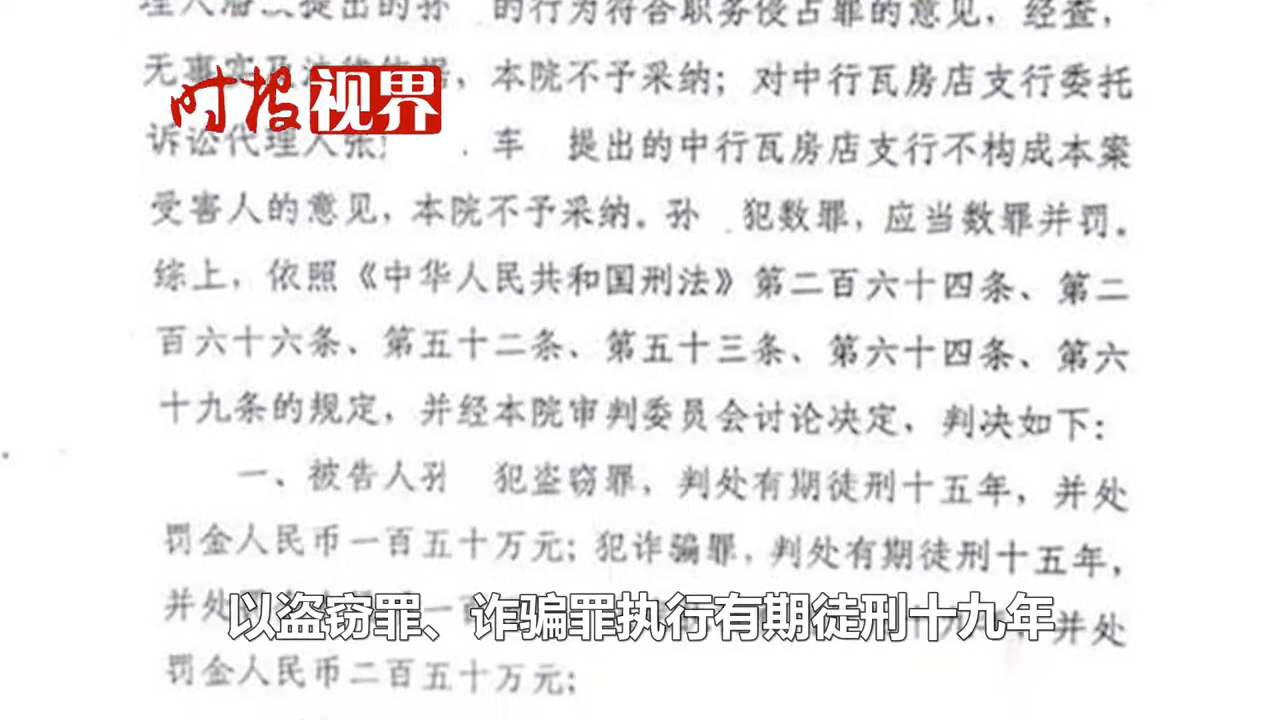 提出的孙 的行为符合职务侵占罪的意见，经查，
时报视界
无事实及法律依据，本院不予采纳；对中行瓦房店支行委托
诉讼代理人张 车 提出的中行瓦房店支行不构成本案
受害人的意见，本院不予采纳。孙 犯数罪，应当数罪并罚。
综上，依照《中华人民共和国刑法》第二百六十四条、第二
百六十六条、第五十二条、第五十三条、第六十四条、第六
十九条的规定，并经本院审判委员会讨论决定，判决如下：
一、被告人孙 犯盗窃罪，判处有期徒刑十五年，并处
罚金人民币一百五十万元；犯诈骗罪，判处有期徒刑十五年，
并处 并处
以盗窃罪、诈骗罪执行有期徒刑十九年
罚金人民币二百五十万元；